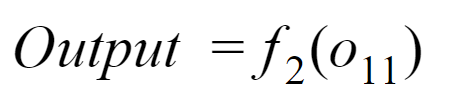 Output = f₂(o₁₁)